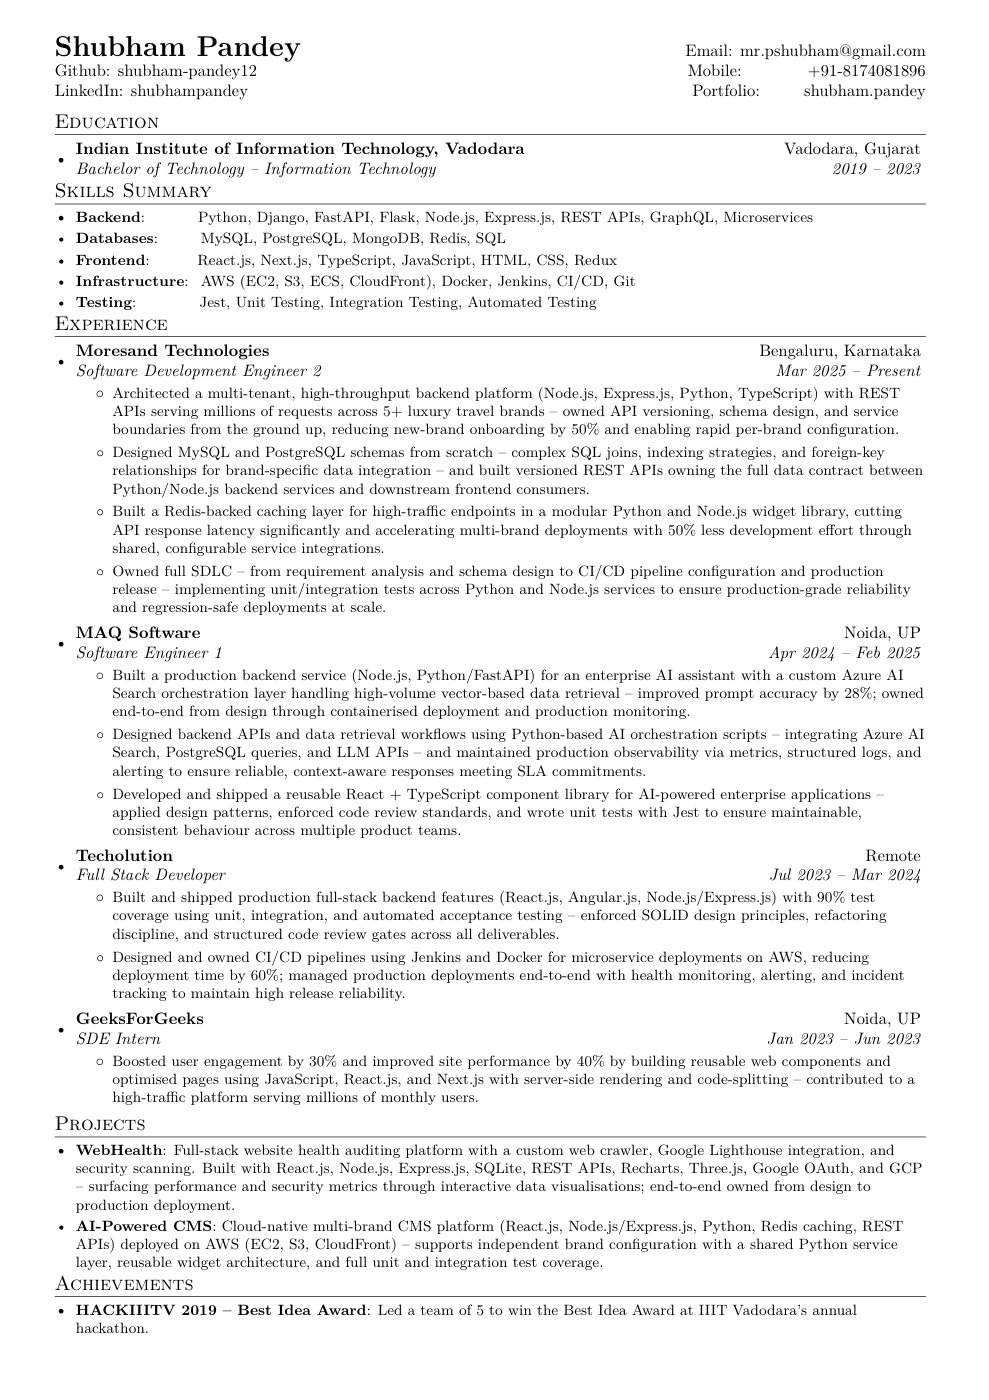 Shubham Pandey
Github: shubham-pandey12
LinkedIn: shubhampandey
Email: mr.pshubham@gmail.com
Mobile: +91-8174081896
Portfolio: shubham.pandey
Education
• Indian Institute of Information Technology, Vadodara Vadodara, Gujarat
Bachelor of Technology – Information Technology 2019 – 2023
Skills Summary
• Backend: Python, Django, FastAPI, Flask, Node.js, Express.js, REST APIs, GraphQL, Microservices
• Databases: MySQL, PostgreSQL, MongoDB, Redis, SQL
• Frontend: React.js, Next.js, TypeScript, JavaScript, HTML, CSS, Redux
• Infrastructure: AWS (EC2, S3, ECS, CloudFront), Docker, Jenkins, CI/CD, Git
• Testing: Jest, Unit Testing, Integration Testing, Automated Testing
Experience
• Moresand Technologies Bengaluru, Karnataka
Software Development Engineer 2 Mar 2025 – Present
◦ Architected a multi-tenant, high-throughput backend platform (Node.js, Express.js, Python, TypeScript) with REST
APIs serving millions of requests across 5+ luxury travel brands – owned API versioning, schema design, and service
boundaries from the ground up, reducing new-brand onboarding by 50% and enabling rapid per-brand configuration.
◦ Designed MySQL and PostgreSQL schemas from scratch – complex SQL joins, indexing strategies, and foreign-key
relationships for brand-specific data integration – and built versioned REST APIs owning the full data contract between
Python/Node.js backend services and downstream frontend consumers.
◦ Built a Redis-backed caching layer for high-traffic endpoints in a modular Python and Node.js widget library, cutting
API response latency significantly and accelerating multi-brand deployments with 50% less development effort through
shared, configurable service integrations.
◦ Owned full SDLC – from requirement analysis and schema design to CI/CD pipeline configuration and production
release – implementing unit/integration tests across Python and Node.js services to ensure production-grade reliability
and regression-safe deployments at scale.
• MAQ Software Noida, UP
Software Engineer 1 Apr 2024 – Feb 2025
◦ Built a production backend service (Node.js, Python/FastAPI) for an enterprise AI assistant with a custom Azure AI
Search orchestration layer handling high-volume vector-based data retrieval – improved prompt accuracy by 28%; owned
end-to-end from design through containerised deployment and production monitoring.
◦ Designed backend APIs and data retrieval workflows using Python-based AI orchestration scripts – integrating Azure AI
Search, PostgreSQL queries, and LLM APIs – and maintained production observability via metrics, structured logs, and
alerting to ensure reliable, context-aware responses meeting SLA commitments.
◦ Developed and shipped a reusable React + TypeScript component library for AI-powered enterprise applications –
applied design patterns, enforced code review standards, and wrote unit tests with Jest to ensure maintainable,
consistent behaviour across multiple product teams.
• Techolution Remote
Full Stack Developer Jul 2023 – Mar 2024
◦ Built and shipped production full-stack backend features (React.js, Angular.js, Node.js/Express.js) with 90% test
coverage using unit, integration, and automated acceptance testing – enforced SOLID design principles, refactoring
discipline, and structured code review gates across all deliverables.
◦ Designed and owned CI/CD pipelines using Jenkins and Docker for microservice deployments on AWS, reducing
deployment time by 60%; managed production deployments end-to-end with health monitoring, alerting, and incident
tracking to maintain high release reliability.
• GeeksForGeeks Noida, UP
SDE Intern Jan 2023 – Jun 2023
◦ Boosted user engagement by 30% and improved site performance by 40% by building reusable web components and
optimised pages using JavaScript, React.js, and Next.js with server-side rendering and code-splitting – contributed to a
high-traffic platform serving millions of monthly users.
Projects
• WebHealth: Full-stack website health auditing platform with a custom web crawler, Google Lighthouse integration, and
security scanning. Built with React.js, Node.js, Express.js, SQLite, REST APIs, Recharts, Three.js, Google OAuth, and GCP
– surfacing performance and security metrics through interactive data visualisations; end-to-end owned from design to
production deployment.
• AI-Powered CMS: Cloud-native multi-brand CMS platform (React.js, Node.js/Express.js, Python, Redis caching, REST
APIs) deployed on AWS (EC2, S3, CloudFront) – supports independent brand configuration with a shared Python service
layer, reusable widget architecture, and full unit and integration test coverage.
Achievements
• HACKIIITV 2019 – Best Idea Award: Led a team of 5 to win the Best Idea Award at IIIT Vadodara's annual
hackathon.